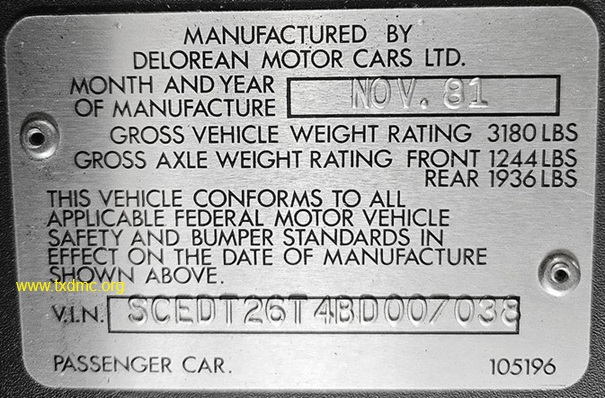 MANUFACTURED BY
DELOREAN MOTOR CARS LTD.
MONTH AND YEAR
OF MANUFACTURE NOV. 81
GROSS VEHICLE WEIGHT RATING 3180 LBS
GROSS AXLE WEIGHT RATING FRONT 1244 LBS
REAR 1936 LBS
THIS VEHICLE CONFORMS TO ALL
APPLICABLE FEDERAL MOTOR VEHICLE
SAFETY AND BUMPER STANDARDS IN
EFFECT ON THE DATE OF MANUFACTURE
SHOWN ABOVE.
www.txdmc.org
V.I.N. SCEDT26T4BD007038
PASSENGER CAR. 105196